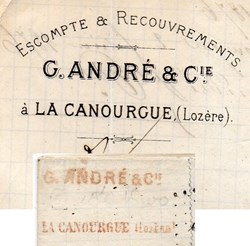 ESCOMPTE & RECOUVREMENTS
G. ANDRÉ & CIE
à LA CANOURGUE, (Lozère).
G. ANDRÉ & CIE
LA CANOURGUE (Lozère)